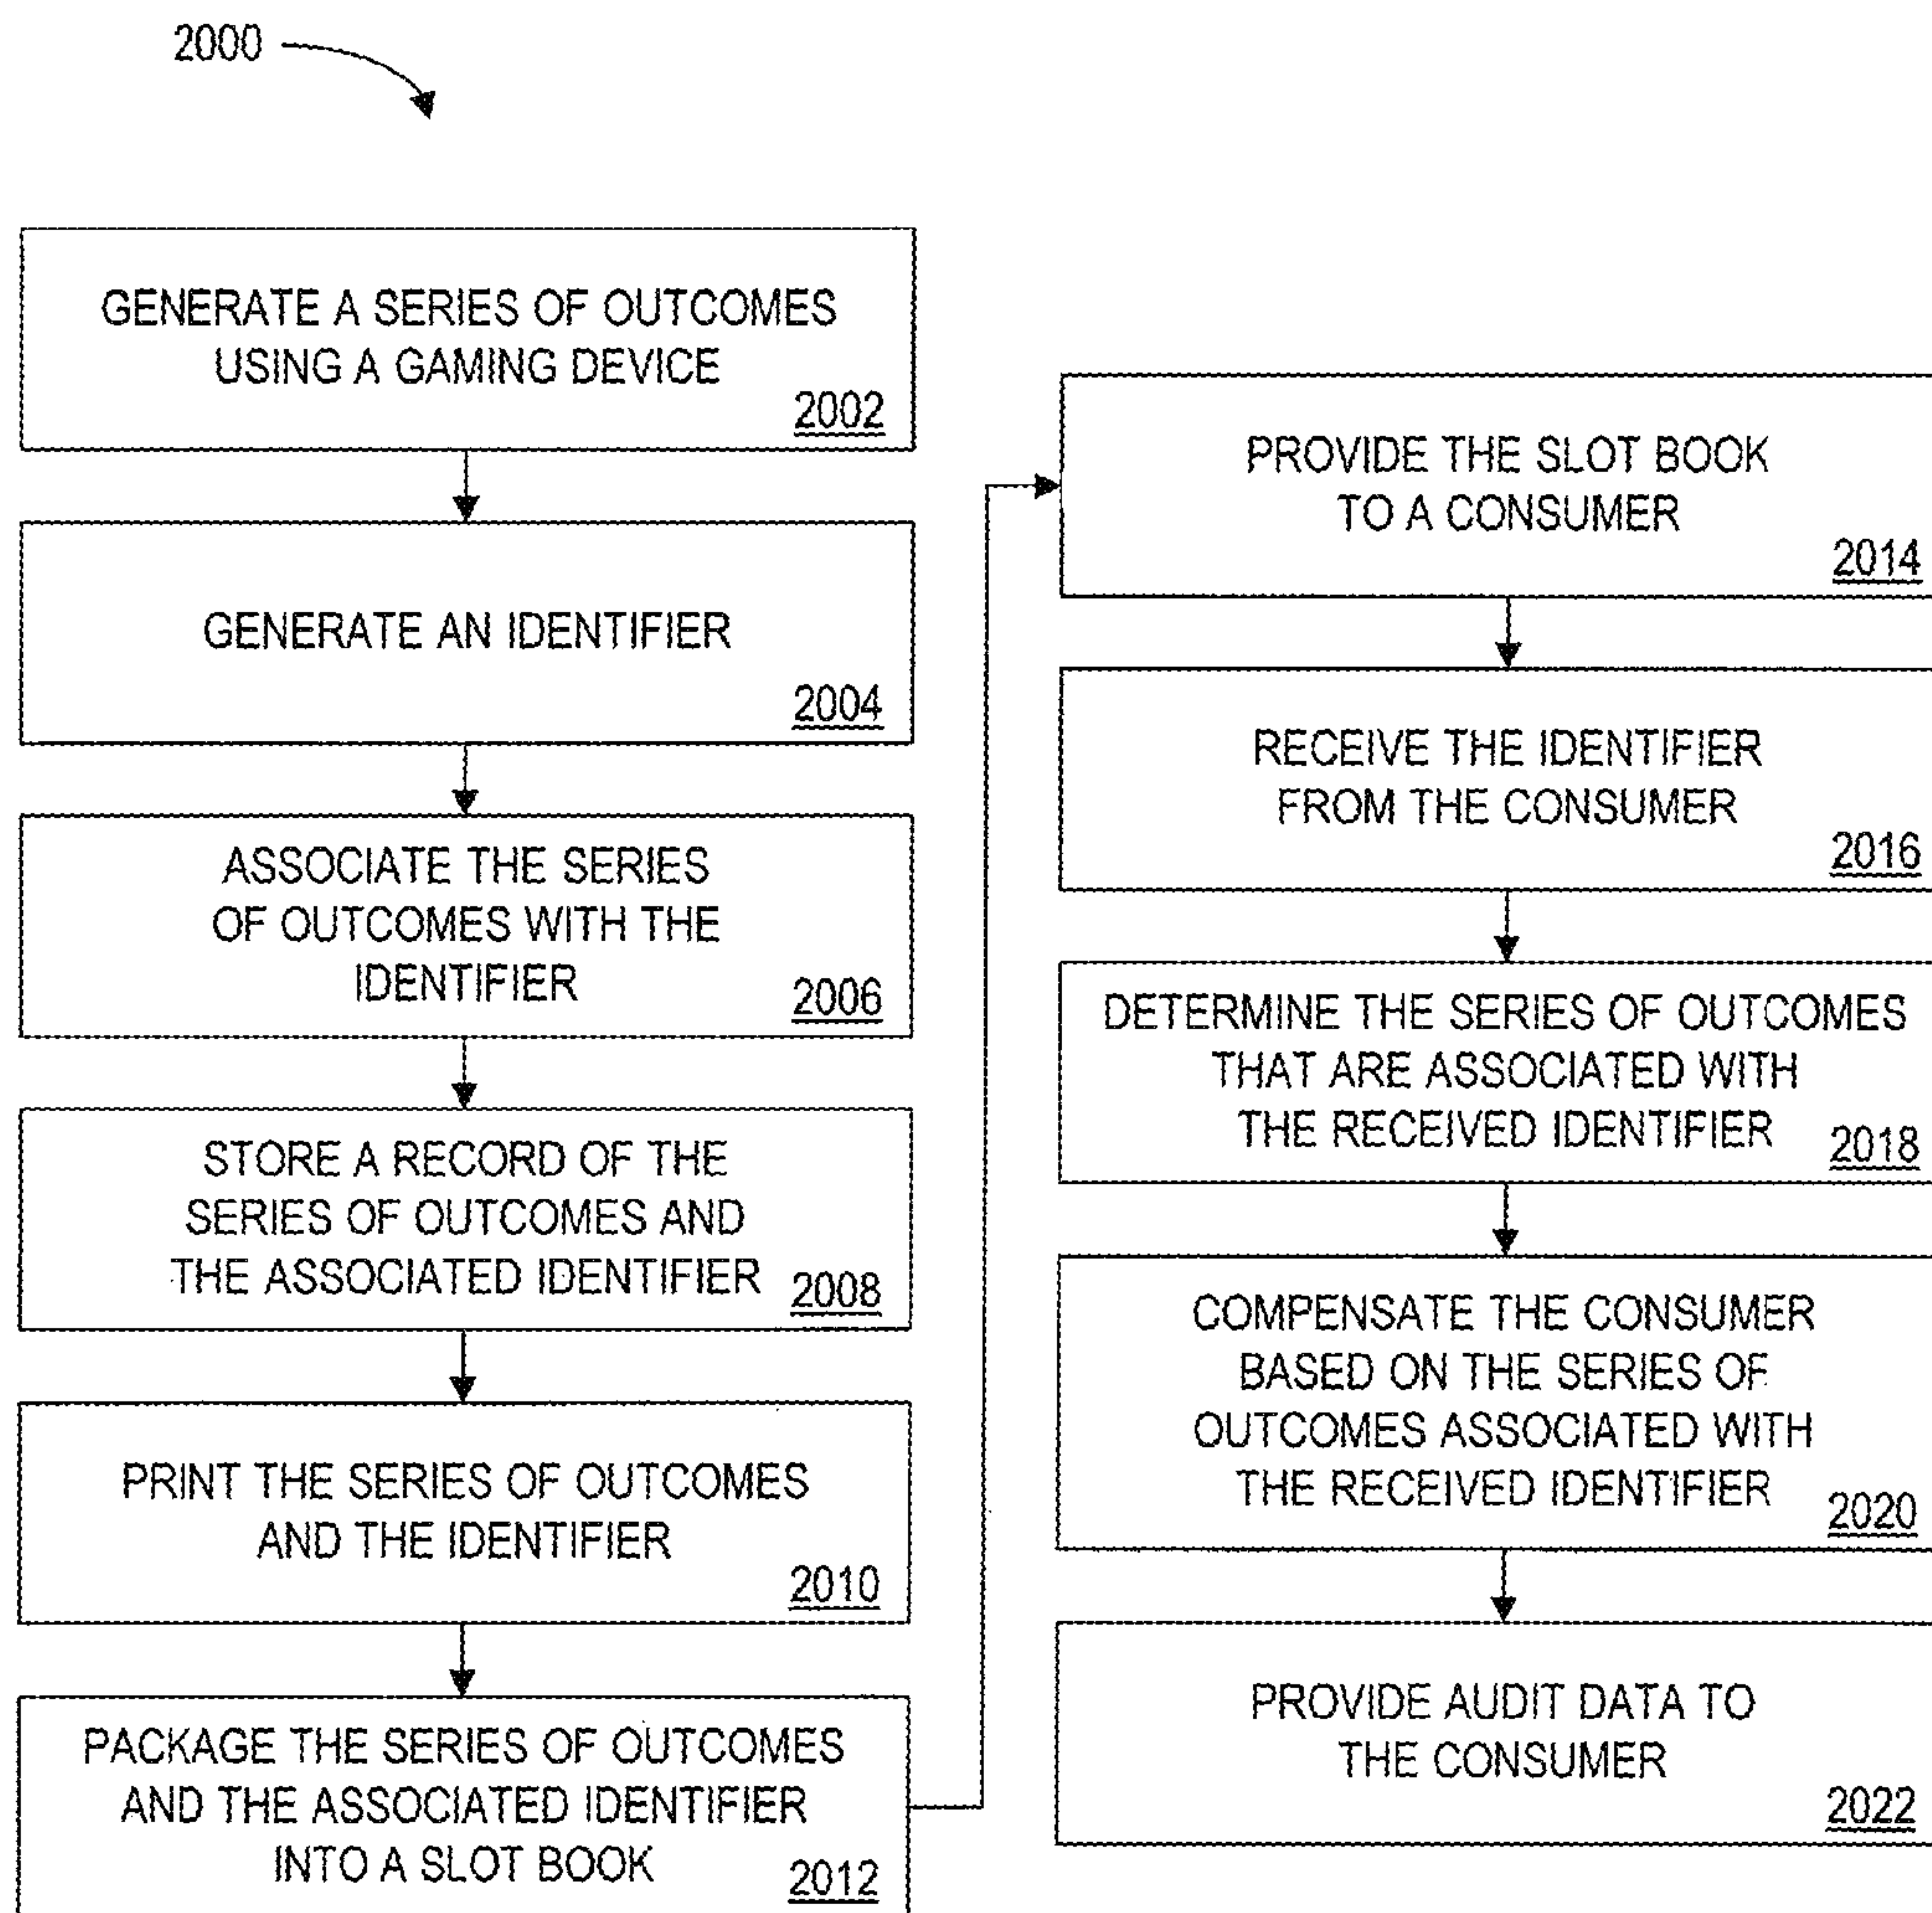 2000
GENERATE A SERIES OF OUTCOMES
USING A GAMING DEVICE
2002
GENERATE AN IDENTIFIER
2004
ASSOCIATE THE SERIES
OF OUTCOMES WITH THE
IDENTIFIER
2006
STORE A RECORD OF THE
SERIES OF OUTCOMES AND
THE ASSOCIATED IDENTIFIER
2008
PRINT THE SERIES OF OUTCOMES
AND THE IDENTIFIER
2010
PACKAGE THE SERIES OF OUTCOMES
AND THE ASSOCIATED IDENTIFIER
INTO A SLOT BOOK
2012
PROVIDE THE SLOT BOOK
TO A CONSUMER
2014
RECEIVE THE IDENTIFIER
FROM THE CONSUMER
2016
DETERMINE THE SERIES OF OUTCOMES
THAT ARE ASSOCIATED WITH
THE RECEIVED IDENTIFIER
2018
COMPENSATE THE CONSUMER
BASED ON THE SERIES OF
OUTCOMES ASSOCIATED WITH
THE RECEIVED IDENTIFIER
2020
PROVIDE AUDIT DATA TO
THE CONSUMER
2022